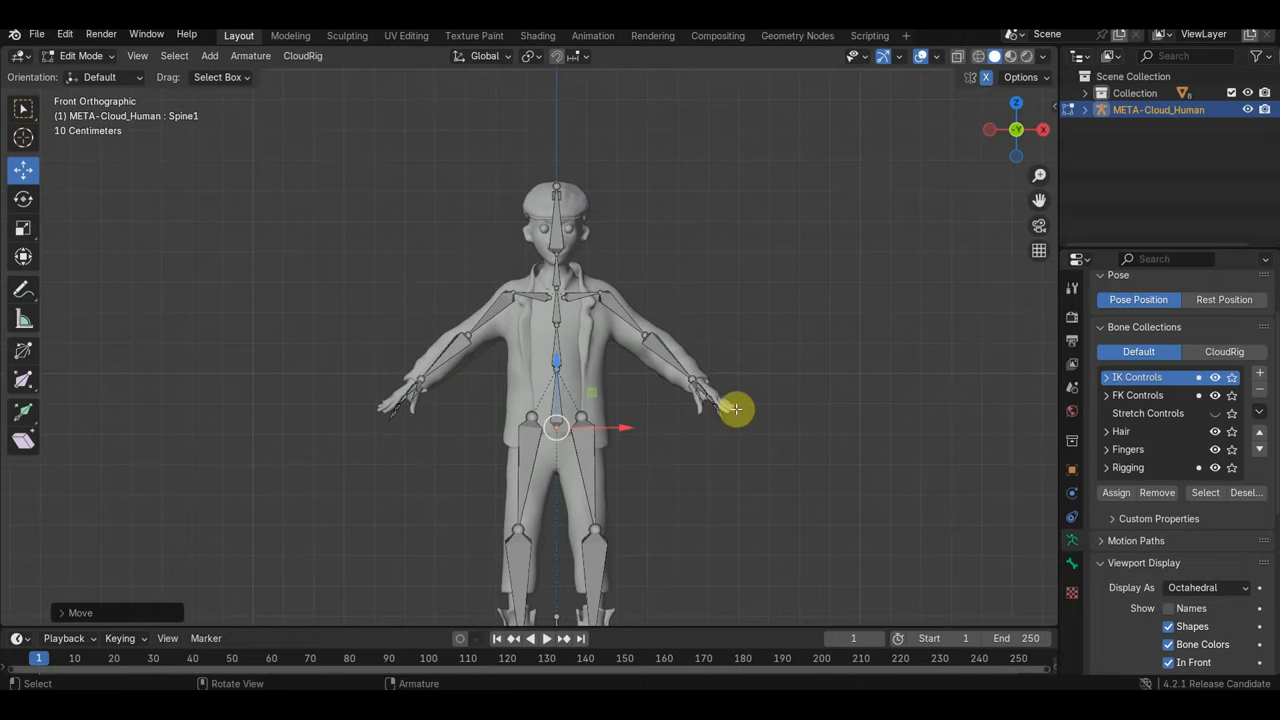 File Edit Render Window Help Layout Modeling Sculpting UV Editing Texture Paint Shading Animation Rendering Compositing Geometry Nodes + Scene ViewLayer
Edit Mode View Select Add Armature CloudRig Global Search
Orientation: Default Drag: Select Box X Options Scene Collection
Collection 8
META-Cloud_Human
Front Orthographic
(1) META-Cloud_Human : Spine1
10 Centimeters
Z
X
-Y
Search
Pose
Pose Position Rest Position
Bone Collections
Default CloudRig
IK Controls
FK Controls
Stretch Controls
Hair
Fingers
Rigging
Assign Remove Select Desel...
Custom Properties
Motion Paths
Viewport Display
Display As Octahedral
Show Names
Shapes
Bone Colors
In Front
Move
Playback Keying View Marker 1 Start 1 End 250
1 10 20 30 40 50 60 70 80 90 100 110 120 130 140 150 160 170 180 190 200 210 220 230 240 250
Select Rotate View Armature 4.2.1 Release Candidate